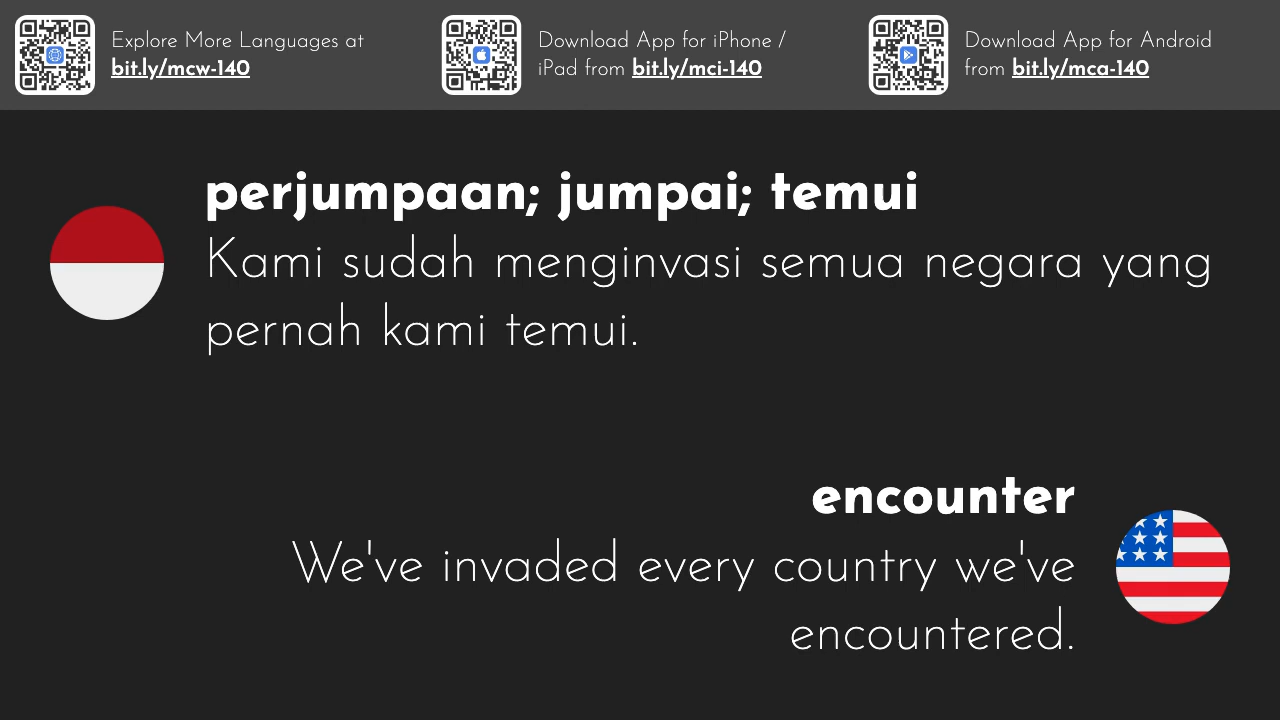 Explore More Languages at
bit.ly/mcw-140
Download App for iPhone /
iPad from bit.ly/mci-140
Download App for Android
from bit.ly/mca-140
perjumpaan; jumpai; temui
Kami sudah menginvasi semua negara yang
pernah kami temui.
encounter
We've invaded every country we've
encountered.